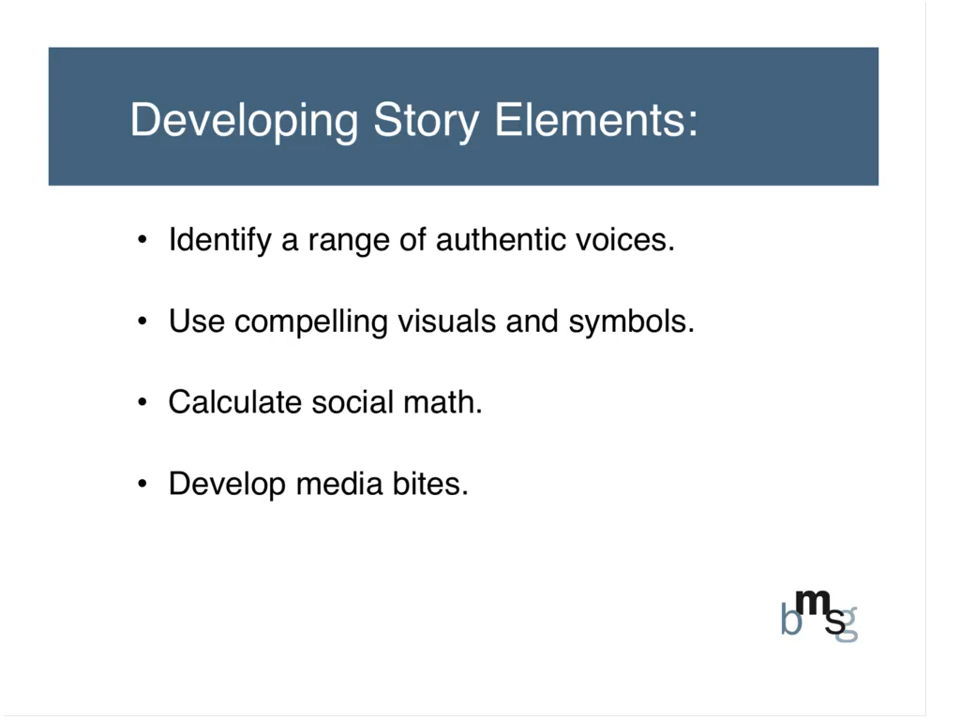 Developing Story Elements:
• Identify a range of authentic voices.
• Use compelling visuals and symbols.
• Calculate social math.
• Develop media bites.
bmsg